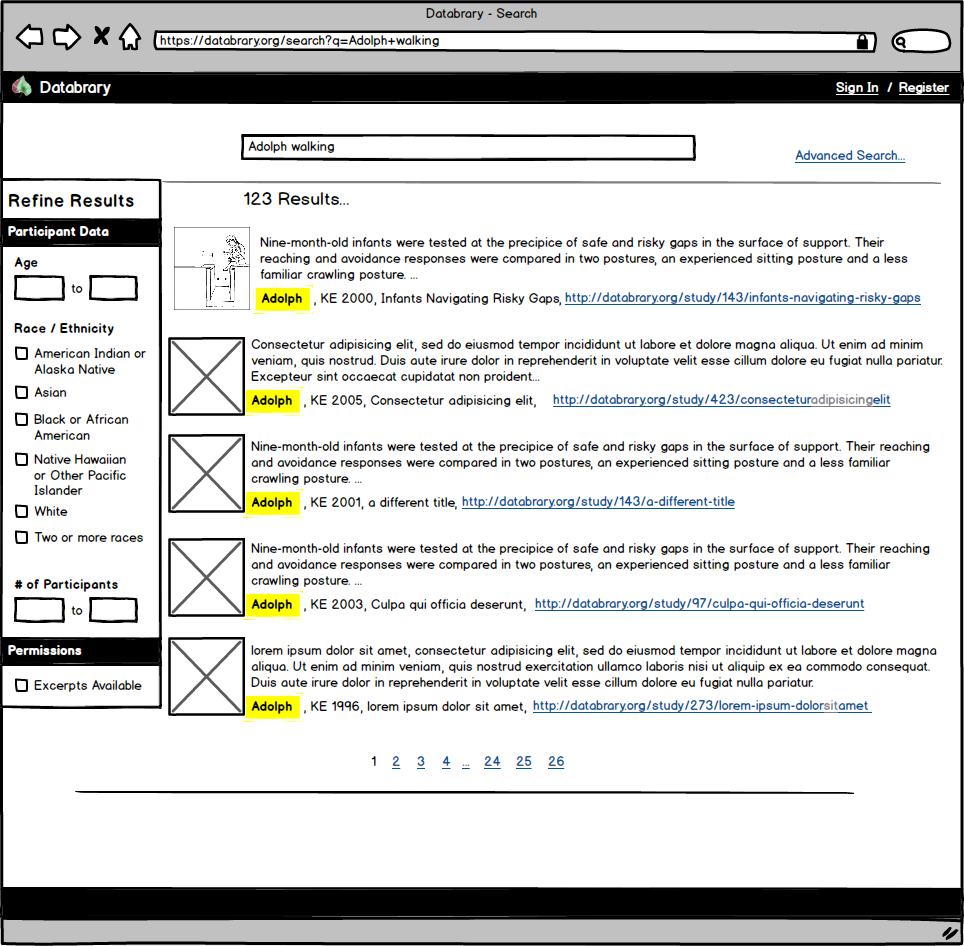 Databrary - Search
https://databrary.org/search?q=Adolph+walking
Databrary
Sign In / Register
Adolph walking
Advanced Search...
Refine Results
Participant Data
Age
to
Race / Ethnicity
American Indian or
Alaska Native
Asian
Black or African
American
Native Hawaiian
or Other Pacific
Islander
White
Two or more races
# of Participants
to
Permissions
Excerpts Available
123 Results...
Nine-month-old infants were tested at the precipice of safe and risky gaps in the surface of support. Their
reaching and avoidance responses were compared in two postures, an experienced sitting posture and a less
familiar crawling posture. ...
Adolph , KE 2000, Infants Navigating Risky Gaps, http://databrary.org/study/143/infants-navigating-risky-gaps
Consectetur adipisicing elit, sed do eiusmod tempor incididunt ut labore et dolore magna aliqua. Ut enim ad minim
veniam, quis nostrud. Duis aute irure dolor in reprehenderit in voluptate velit esse cillum dolore eu fugiat nulla pariatur.
Excepteur sint occaecat cupidatat non proident...
Adolph , KE 2005, Consectetur adipisicing elit, http://databrary.org/study/423/consecteturadipisicingelit
Nine-month-old infants were tested at the precipice of safe and risky gaps in the surface of support. Their reaching
and avoidance responses were compared in two postures, an experienced sitting posture and a less familiar
crawling posture. ...
Adolph , KE 2001, a different title, http://databrary.org/study/143/a-different-title
Nine-month-old infants were tested at the precipice of safe and risky gaps in the surface of support. Their reaching
and avoidance responses were compared in two postures, an experienced sitting posture and a less familiar
crawling posture. ...
Adolph , KE 2003, Culpa qui officia deserunt, http://databrary.org/study/97/culpa-qui-officia-deserunt
lorem ipsum dolor sit amet, consectetur adipisicing elit, sed do eiusmod tempor incididunt ut labore et dolore magna
aliqua. Ut enim ad minim veniam, quis nostrud exercitation ullamco laboris nisi ut aliquip ex ea commodo consequat.
Duis aute irure dolor in reprehenderit in voluptate velit esse cillum dolore eu fugiat nulla pariatur.
Adolph , KE 1996, lorem ipsum dolor sit amet, http://databrary.org/study/273/lorem-ipsum-dolorsitamet
1 2 3 4 ... 24 25 26